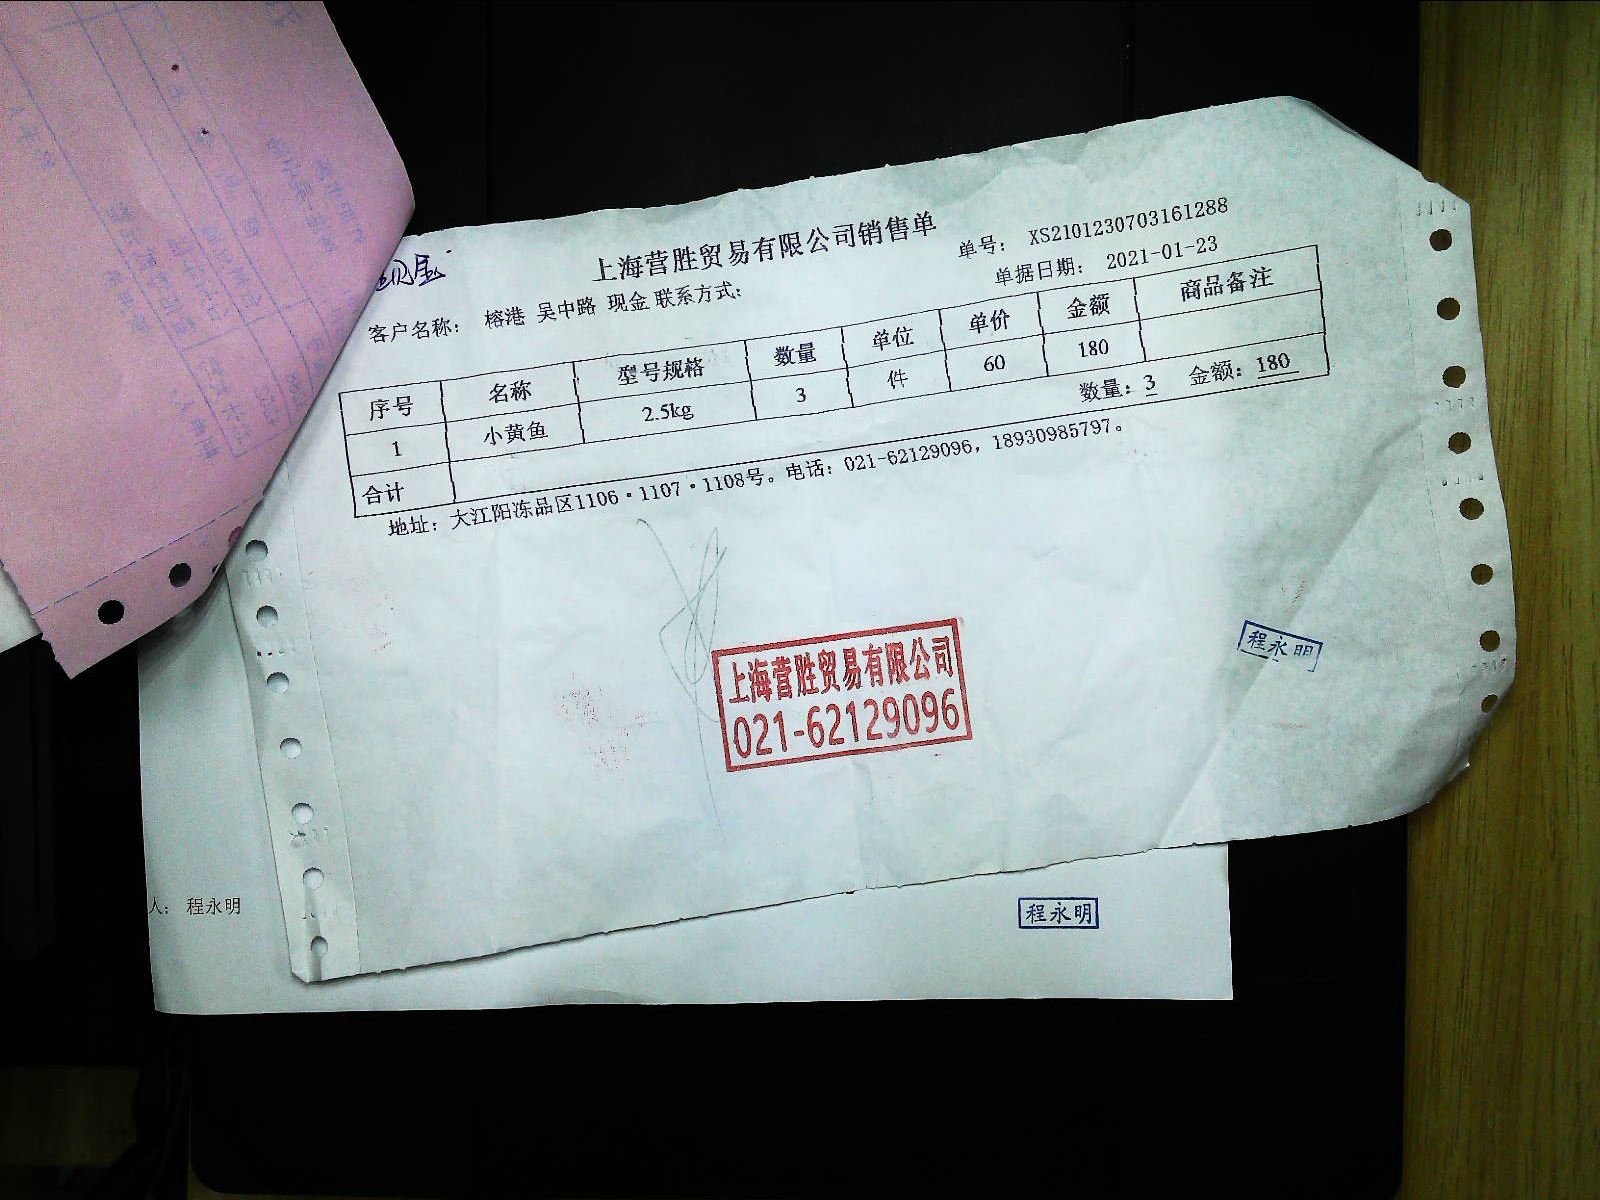 上海营胜贸易有限公司销售单
单号： XS2101230703161288
客户名称： 榕港 吴中路 现金 联系方式：
单据日期： 2021-01-23
序号 名称 型号规格 数量 单位 单价 金额 商品备注
1 小黄鱼 2.5kg 3 件 60 180
合计 数量：3 金额：180
地址：大江阳冻品区1106·1107·1108号。电话：021-62129096，18930985797。
上海营胜贸易有限公司
021-62129096
程永明
人： 程永明
程永明